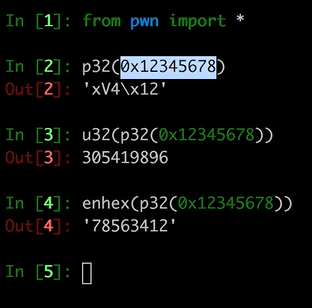 In [1]: from pwn import *
In [2]: p32(0x12345678)
Out[2]: 'xV4\x12'
In [3]: u32(p32(0x12345678))
Out[3]: 305419896
In [4]: enhex(p32(0x12345678))
Out[4]: '78563412'
In [5]: